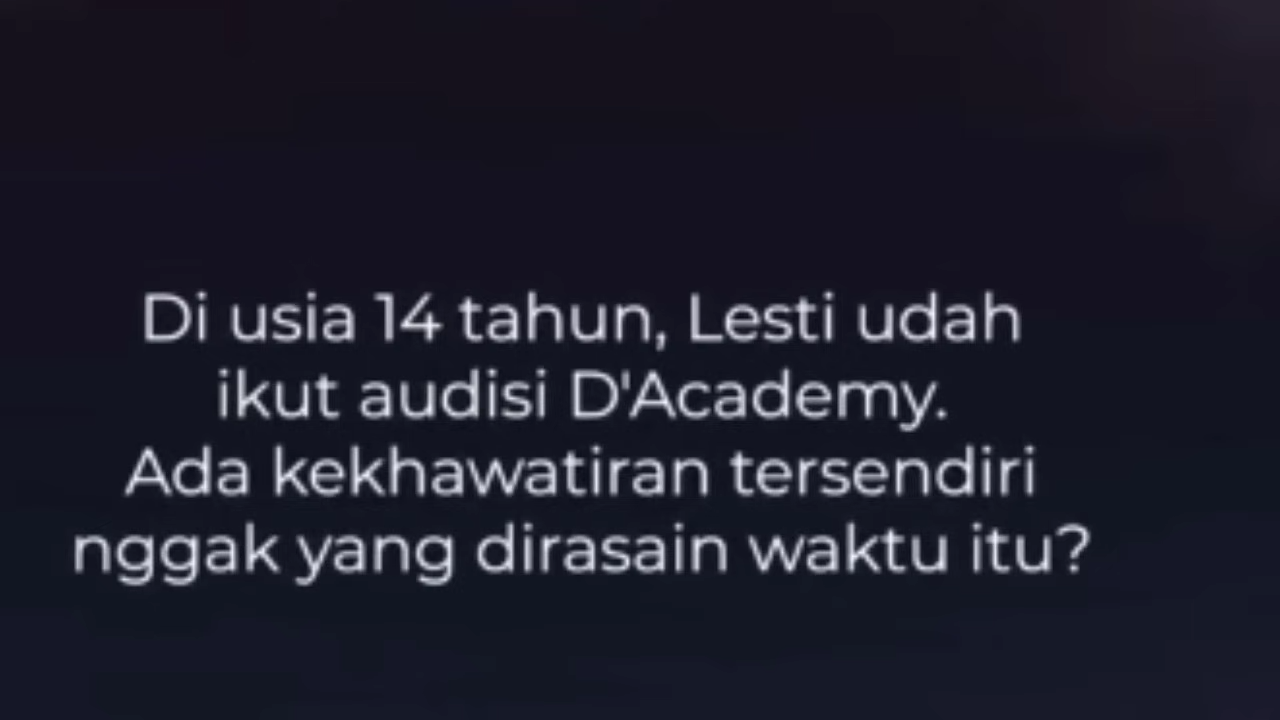 Di usia 14 tahun, Lesti udah
ikut audisi D'Academy.
Ada kekhawatiran tersendiri
nggak yang dirasain waktu itu?